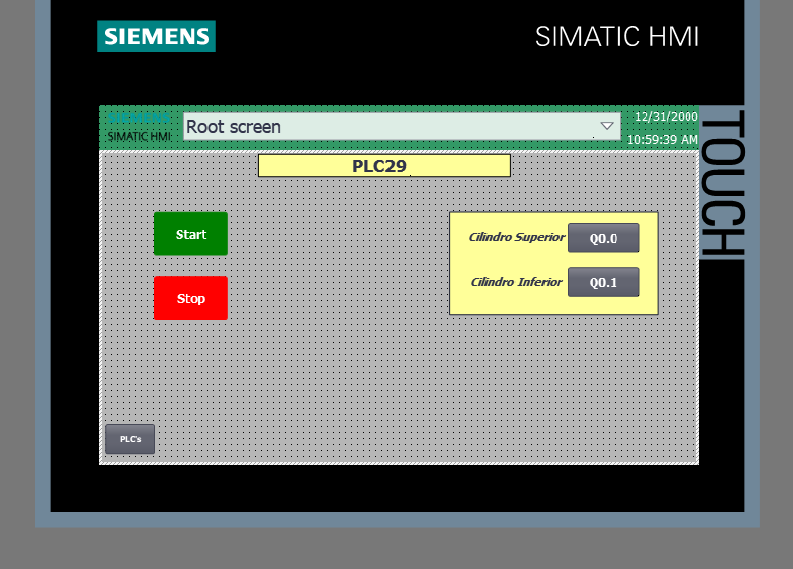 SIEMENS
SIMATIC HMI
SIEMENS
SIMATIC HMI
Root screen
12/31/2000
10:59:39 AM
TOUCH
PLC29
Start
Stop
Cilindro Superior
Q0.0
Cilindro Inferior
Q0.1
PLC's